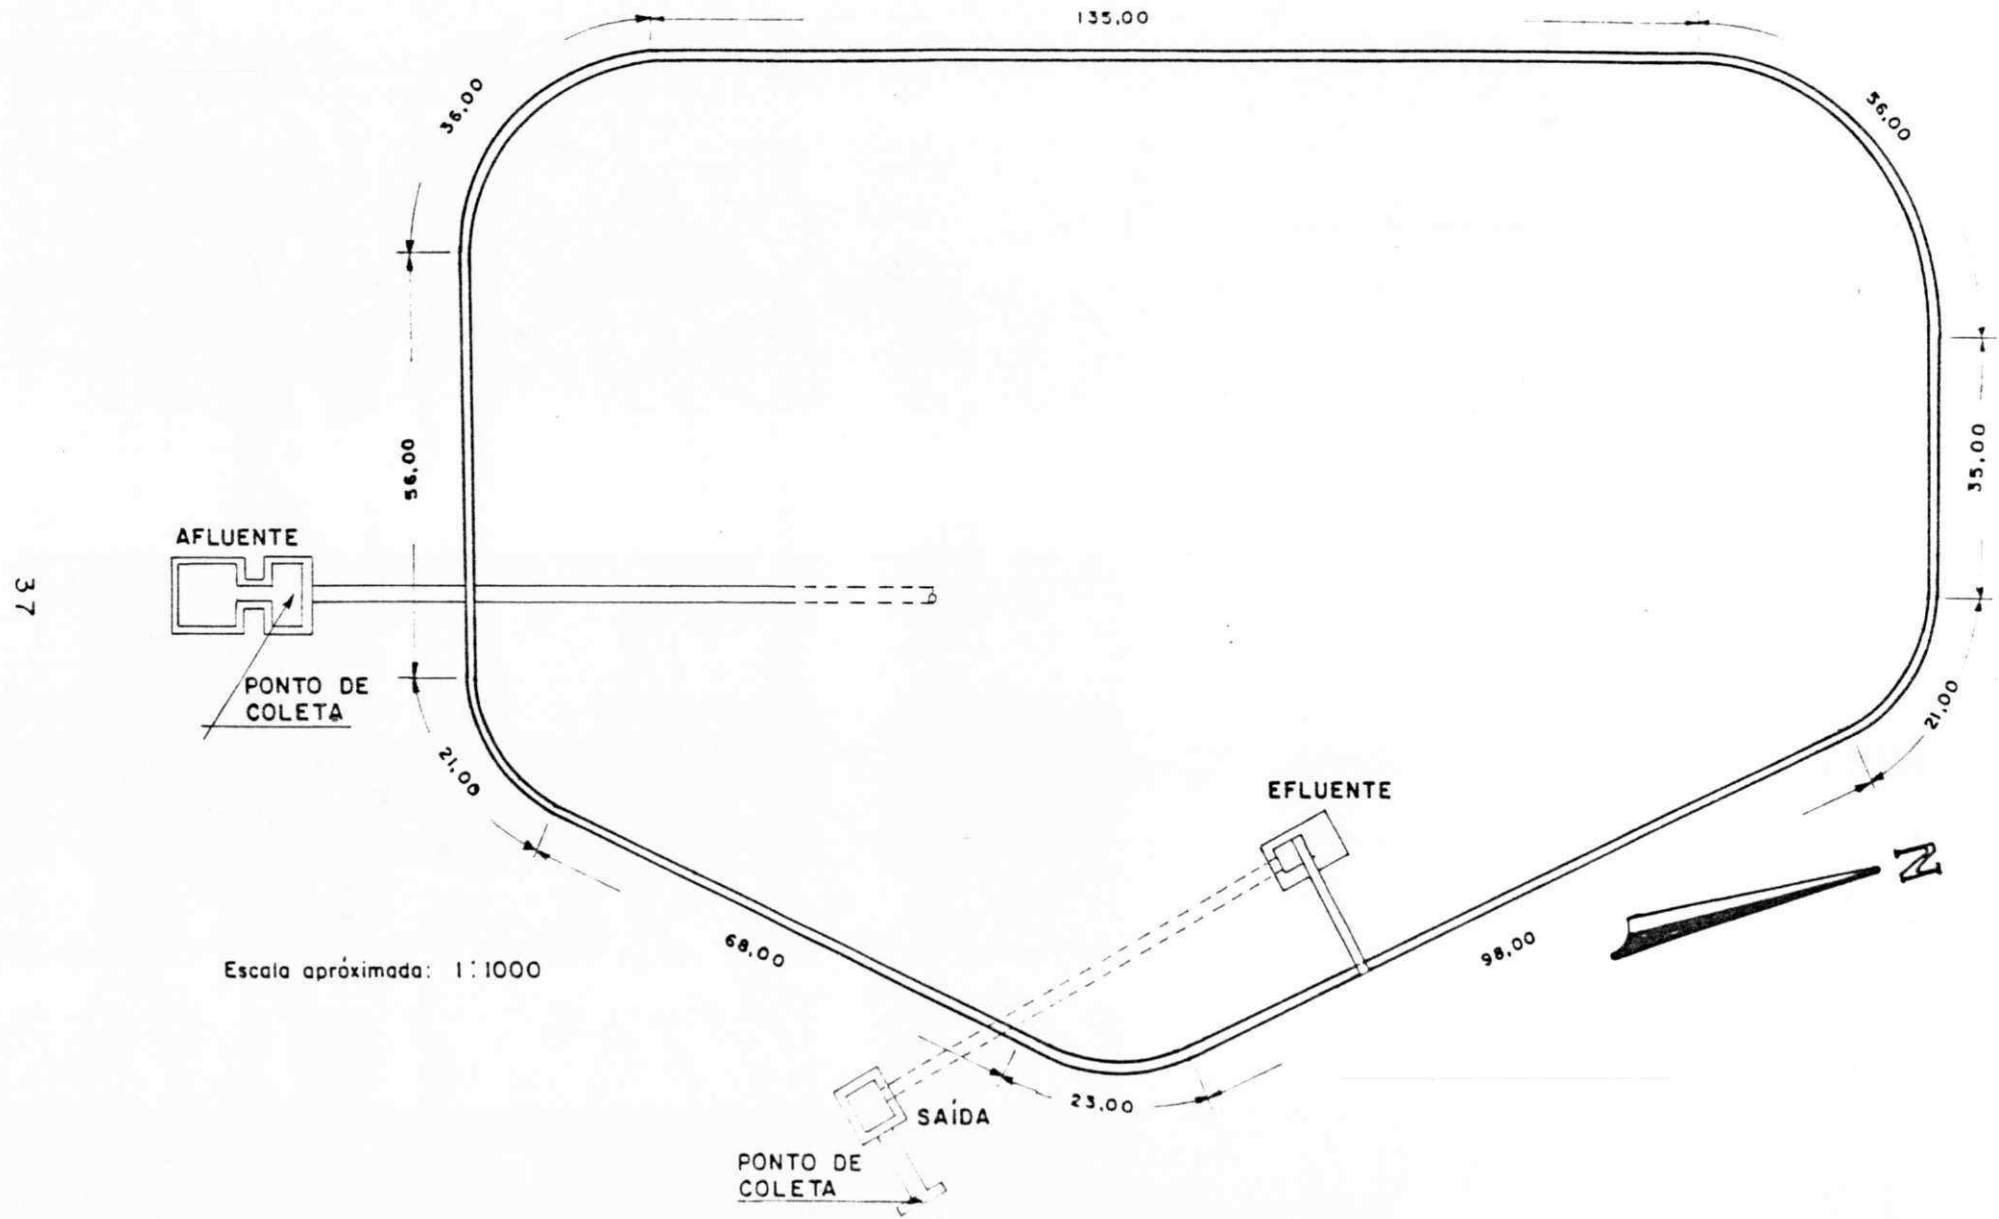 135,00
36,00
56,00
56,00
35,00
AFLUENTE
37
PONTO DE
COLETA
21,00
21,00
EFLUENTE
N
68,00
98,00
Escala apróximada: 1:1000
23,00
SAÍDA
PONTO DE
COLETA